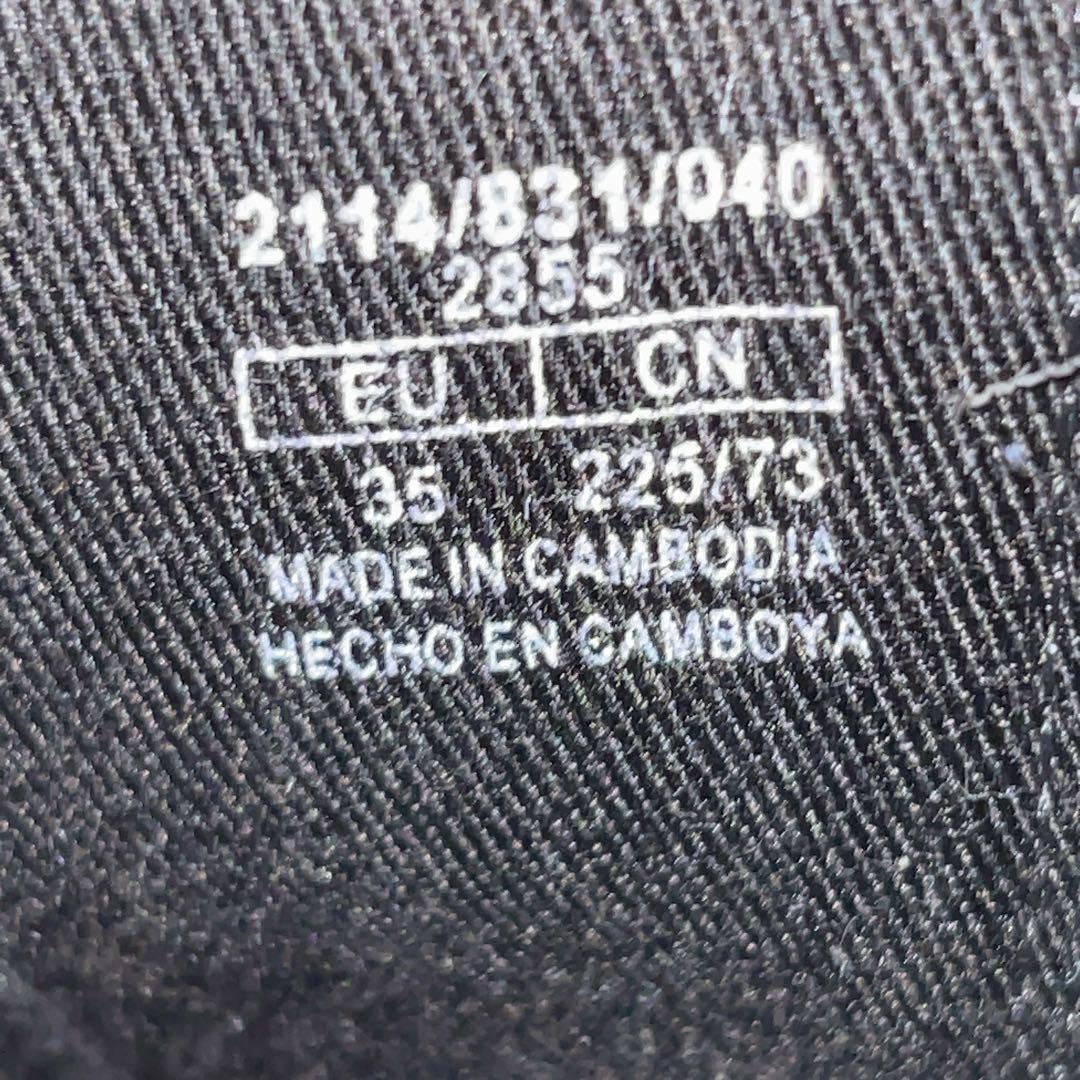 2114/831/040
2855
EU CN
35 225/73
MADE IN CAMBODIA
HECHO EN CAMBOYA